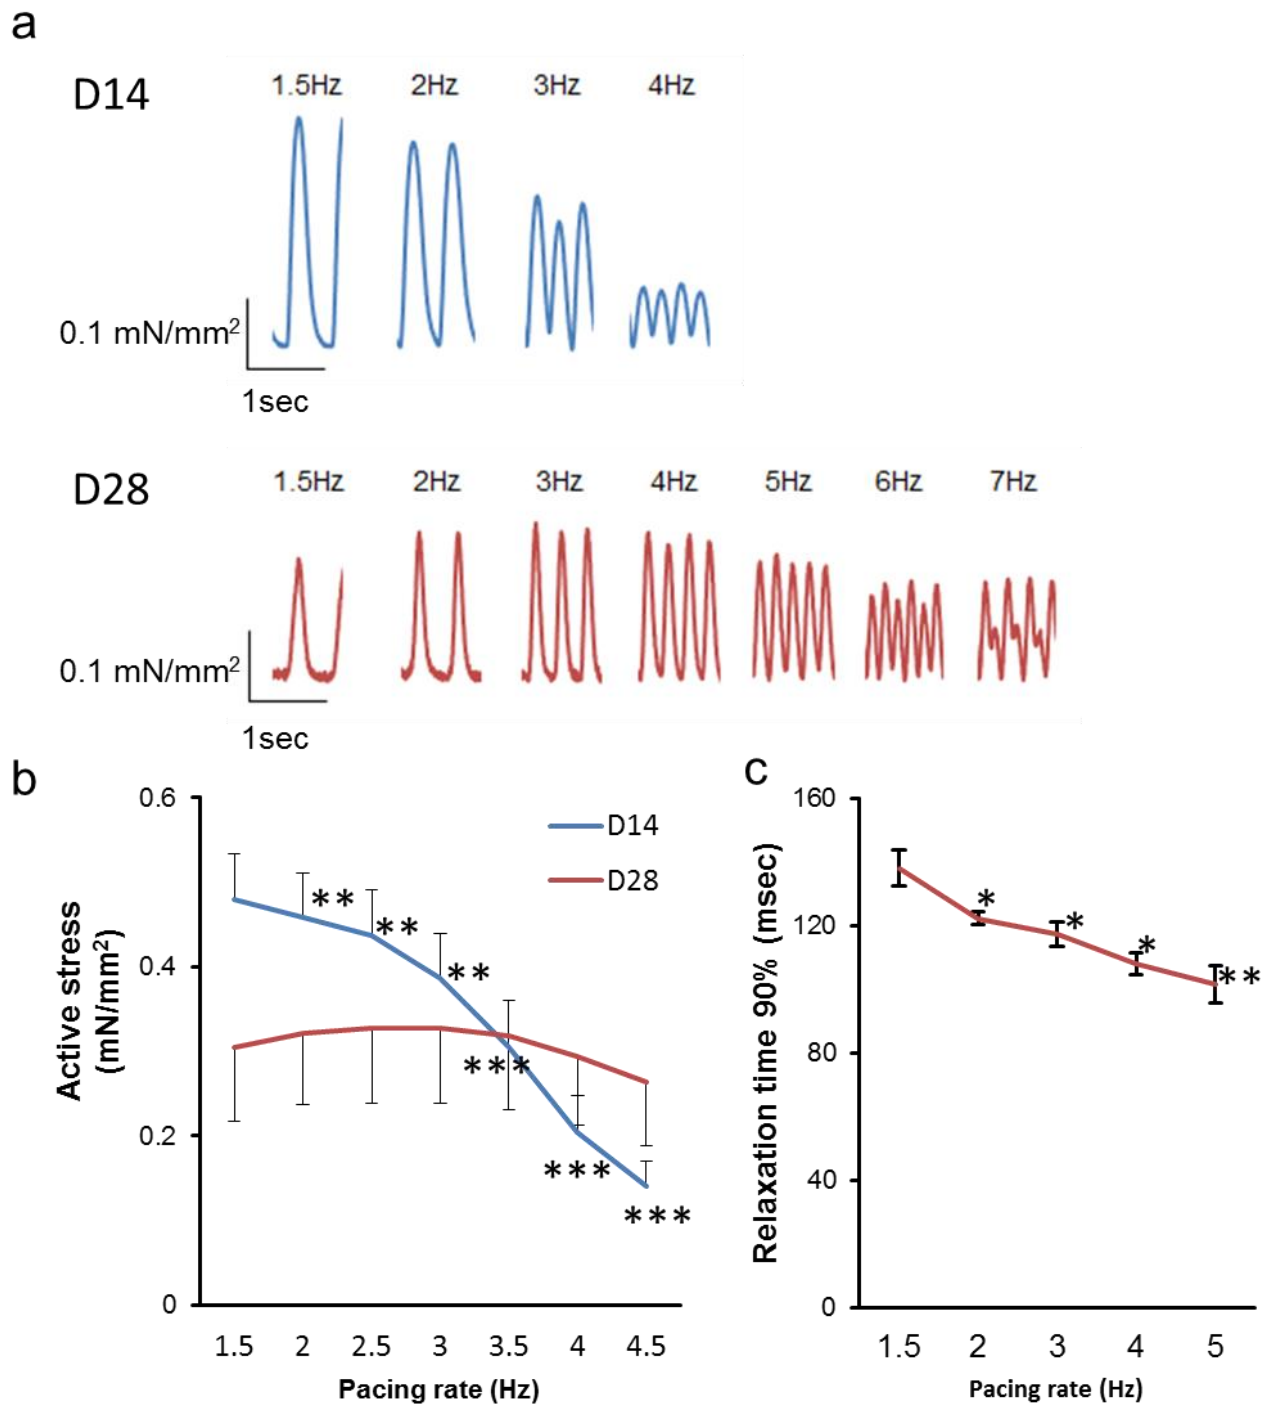 a
D14
1.5Hz 2Hz 3Hz 4Hz
0.1 mN/mm²
1sec
D28
1.5Hz 2Hz 3Hz 4Hz 5Hz 6Hz 7Hz
0.1 mN/mm²
1sec
b
0.6
0.4
0.2
0
Active stress
(mN/mm²)
D14
D28
**
**
**
***
***
***
1.5 2 2.5 3 3.5 4 4.5
Pacing rate (Hz)
c
160
120
80
40
0
Relaxation time 90% (msec)
*
*
*
**
1.5 2 3 4 5
Pacing rate (Hz)